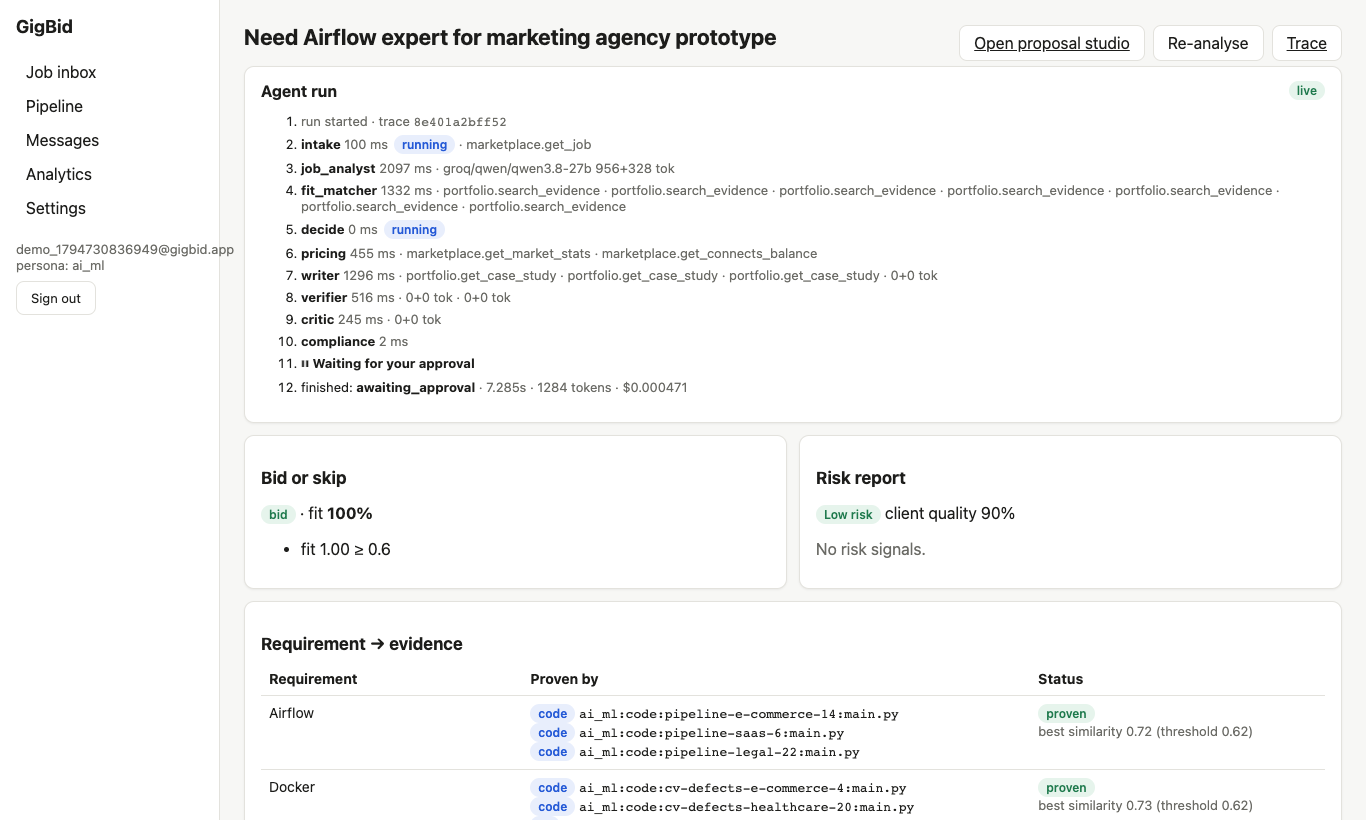 GigBid
Job inbox
Pipeline
Messages
Analytics
Settings
demo_1794730836949@gigbid.app
persona: ai_ml
Sign out
Need Airflow expert for marketing agency prototype
Open proposal studio
Re-analyse
Trace
Agent run
live
1. run started · trace 8e401a2bff52
2. intake 100 ms running · marketplace.get_job
3. job_analyst 2097 ms · groq/qwen/qwen3.8-27b 956+328 tok
4. fit_matcher 1332 ms · portfolio.search_evidence · portfolio.search_evidence · portfolio.search_evidence · portfolio.search_evidence · portfolio.search_evidence ·
portfolio.search_evidence · portfolio.search_evidence
5. decide 0 ms running
6. pricing 455 ms · marketplace.get_market_stats · marketplace.get_connects_balance
7. writer 1296 ms · portfolio.get_case_study · portfolio.get_case_study · portfolio.get_case_study · 0+0 tok
8. verifier 516 ms · 0+0 tok · 0+0 tok
9. critic 245 ms · 0+0 tok
10. compliance 2 ms
11. ⏸ Waiting for your approval
12. finished: awaiting_approval · 7.285s · 1284 tokens · $0.000471
Bid or skip
bid · fit 100%
• fit 1.00 ≥ 0.6
Risk report
Low risk client quality 90%
No risk signals.
Requirement → evidence
Requirement Proven by Status
Airflow
code ai_ml:code:pipeline-e-commerce-14:main.py
code ai_ml:code:pipeline-saas-6:main.py
code ai_ml:code:pipeline-legal-22:main.py
proven
best similarity 0.72 (threshold 0.62)
Docker
code ai_ml:code:cv-defects-e-commerce-4:main.py
code ai_ml:code:cv-defects-healthcare-20:main.py
proven
best similarity 0.73 (threshold 0.62)